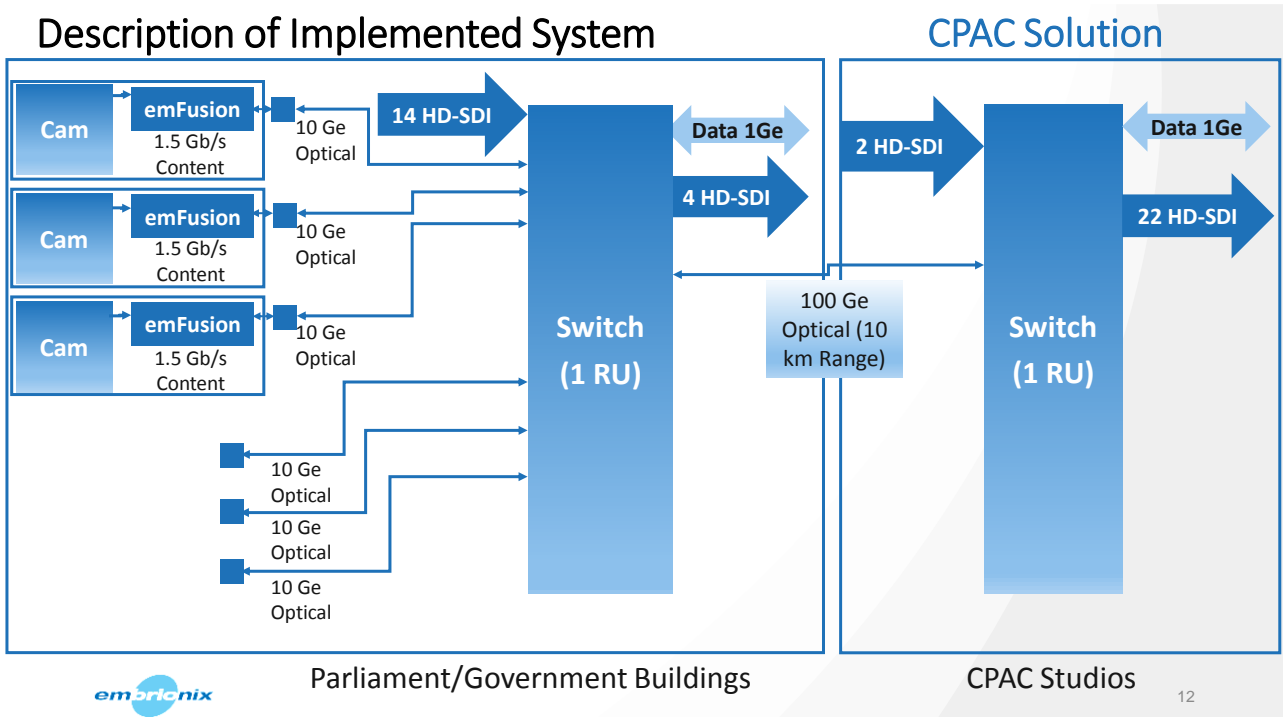 Description of Implemented System
CPAC Solution
Cam
emFusion
1.5 Gb/s
Content
10 Ge
Optical
14 HD-SDI
Cam
emFusion
1.5 Gb/s
Content
10 Ge
Optical
Cam
emFusion
1.5 Gb/s
Content
10 Ge
Optical
10 Ge
Optical
10 Ge
Optical
10 Ge
Optical
Switch
(1 RU)
Data 1Ge
4 HD-SDI
100 Ge
Optical (10
km Range)
2 HD-SDI
Switch
(1 RU)
Data 1Ge
22 HD-SDI
Parliament/Government Buildings
CPAC Studios
embrionix
12